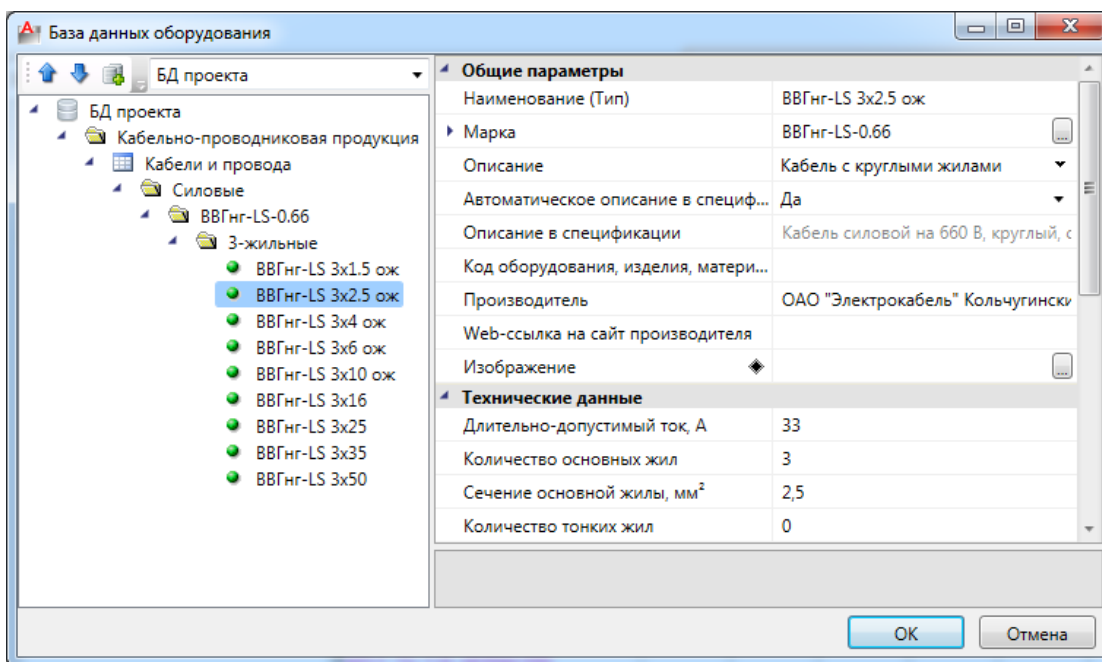 База данных оборудования
БД проекта
БД проекта
Кабельно-проводниковая продукция
Кабели и провода
Силовые
ВВГнг-LS-0.66
3-жильные
ВВГнг-LS 3x1.5 ож
ВВГнг-LS 3x2.5 ож
ВВГнг-LS 3x4 ож
ВВГнг-LS 3x6 ож
ВВГнг-LS 3x10 ож
ВВГнг-LS 3x16
ВВГнг-LS 3x25
ВВГнг-LS 3x35
ВВГнг-LS 3x50
Общие параметры
Наименование (Тип) ВВГнг-LS 3x2.5 ож
Марка ВВГнг-LS-0.66 ...
Описание Кабель с круглыми жилами
Автоматическое описание в специф... Да
Описание в спецификации Кабель силовой на 660 В, круглый, с
Код оборудования, изделия, матери...
Производитель ОАО "Электрокабель" Кольчугински
Web-ссылка на сайт производителя
Изображение ...
Технические данные
Длительно-допустимый ток, А 33
Количество основных жил 3
Сечение основной жилы, мм² 2,5
Количество тонких жил 0
ОК Отмена